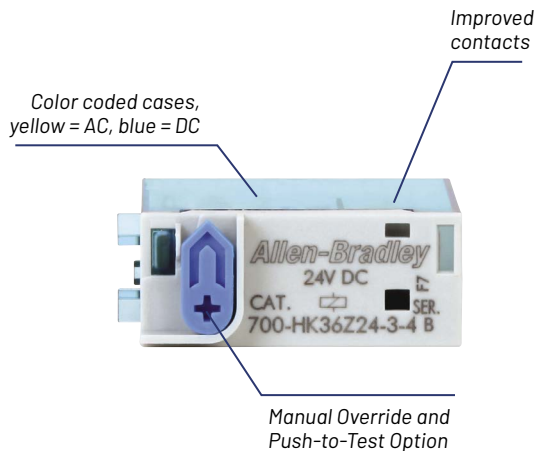 Improved
contacts
Color coded cases,
yellow = AC, blue = DC
Allen-Bradley
24V DC
CAT.
SER.
F7
700-HK36Z24-3-4 B
Manual Override and
Push-to-Test Option